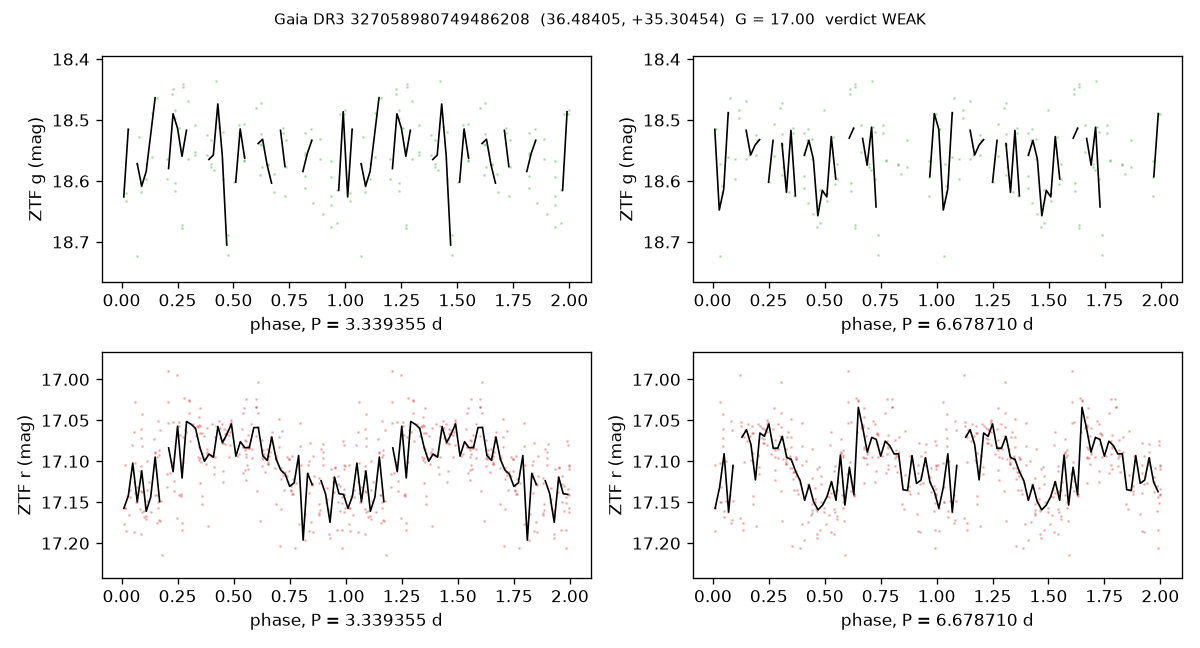 Gaia DR3 327058980749486208  (36.48405, +35.30454)  G = 17.00  verdict WEAK
18.4
18.5
18.6
18.7
ZTF g (mag)
0.00 0.25 0.50 0.75 1.00 1.25 1.50 1.75 2.00
phase, P = 3.339355 d
18.4
18.5
18.6
18.7
ZTF g (mag)
0.00 0.25 0.50 0.75 1.00 1.25 1.50 1.75 2.00
phase, P = 6.678710 d
17.00
17.05
17.10
17.15
17.20
ZTF r (mag)
0.00 0.25 0.50 0.75 1.00 1.25 1.50 1.75 2.00
phase, P = 3.339355 d
17.00
17.05
17.10
17.15
17.20
ZTF r (mag)
0.00 0.25 0.50 0.75 1.00 1.25 1.50 1.75 2.00
phase, P = 6.678710 d